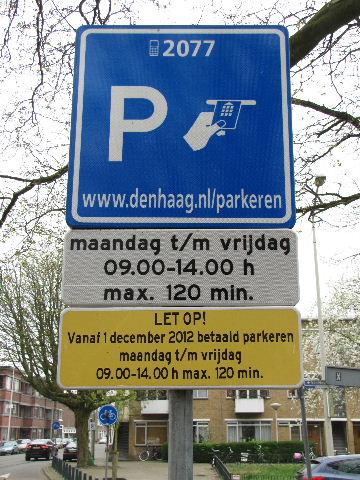 2077
P
www.denhaag.nl/parkeren
maandag t/m vrijdag
09.00-14.00 h
max. 120 min.
LET OP!
Vanaf 1 december 2012 betaald parkeren
maandag t/m vrijdag
09.00-14.00 h max. 120 min.